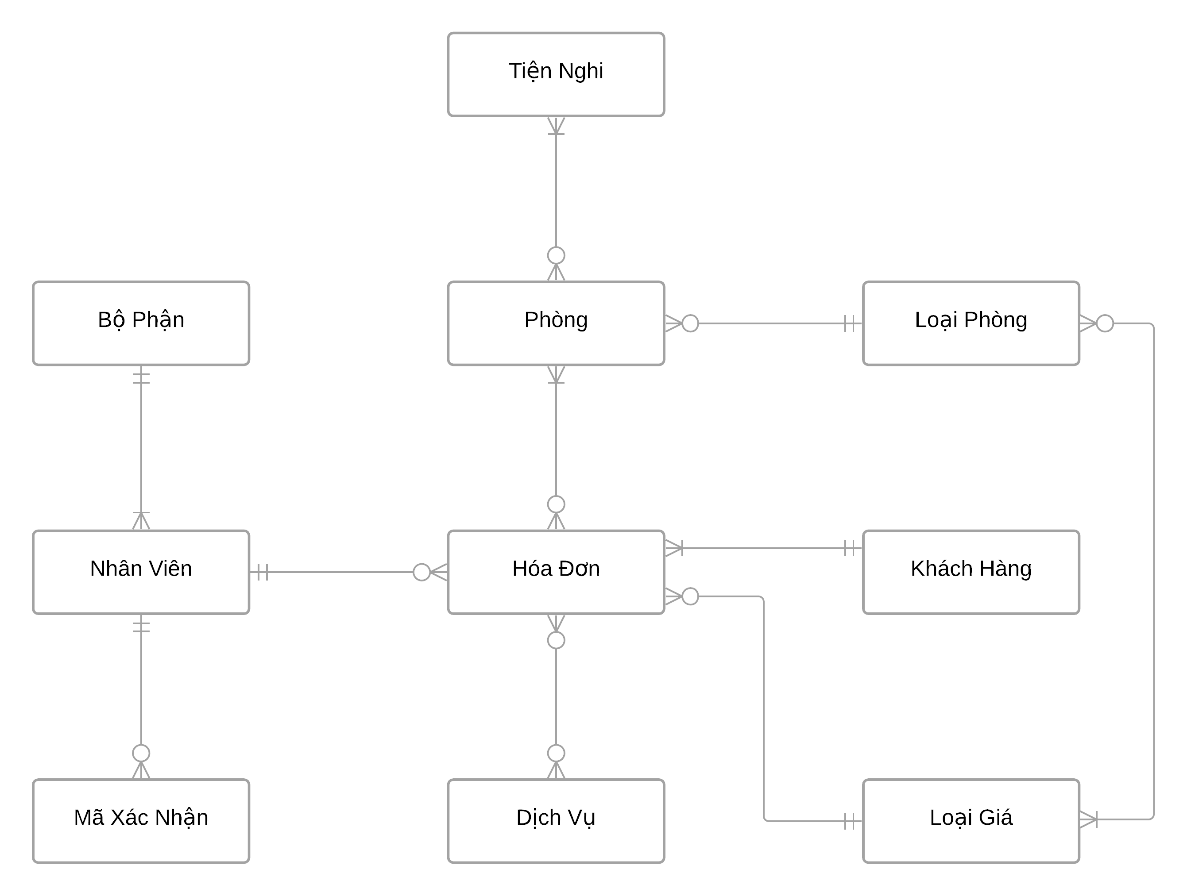 Tiện Nghi
Bộ Phận
Phòng
Loại Phòng
Nhân Viên
Hóa Đơn
Khách Hàng
Mã Xác Nhận
Dịch Vụ
Loại Giá